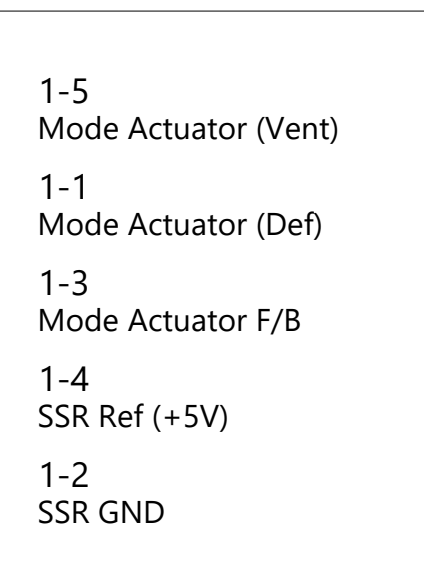 1-5
Mode Actuator (Vent)
1-1
Mode Actuator (Def)
1-3
Mode Actuator F/B
1-4
SSR Ref (+5V)
1-2
SSR GND